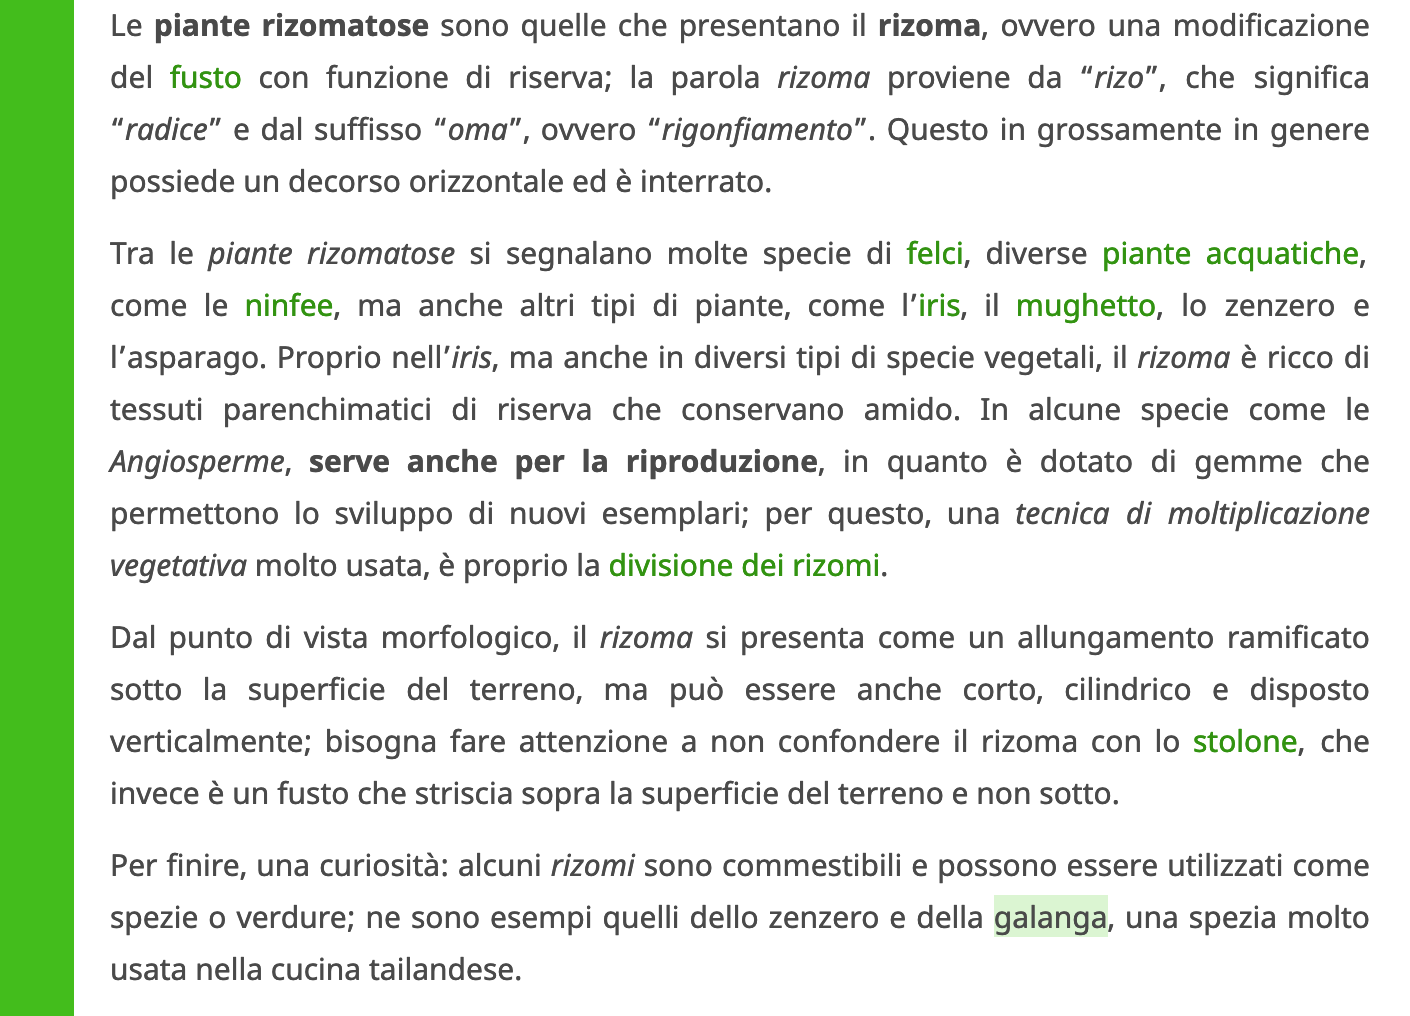 Le piante rizomatose sono quelle che presentano il rizoma, ovvero una modificazione
del fusto con funzione di riserva; la parola rizoma proviene da “rizo”, che significa
“radice” e dal suffisso “oma”, ovvero “rigonfiamento”. Questo in grossamente in genere
possiede un decorso orizzontale ed è interrato.
Tra le piante rizomatose si segnalano molte specie di felci, diverse piante acquatiche,
come le ninfee, ma anche altri tipi di piante, come l’iris, il mughetto, lo zenzero e
l’asparago. Proprio nell’iris, ma anche in diversi tipi di specie vegetali, il rizoma è ricco di
tessuti parenchimatici di riserva che conservano amido. In alcune specie come le
Angiosperme, serve anche per la riproduzione, in quanto è dotato di gemme che
permettono lo sviluppo di nuovi esemplari; per questo, una tecnica di moltiplicazione
vegetativa molto usata, è proprio la divisione dei rizomi.
Dal punto di vista morfologico, il rizoma si presenta come un allungamento ramificato
sotto la superficie del terreno, ma può essere anche corto, cilindrico e disposto
verticalmente; bisogna fare attenzione a non confondere il rizoma con lo stolone, che
invece è un fusto che striscia sopra la superficie del terreno e non sotto.
Per finire, una curiosità: alcuni rizomi sono commestibili e possono essere utilizzati come
spezie o verdure; ne sono esempi quelli dello zenzero e della galanga, una spezia molto
usata nella cucina tailandese.